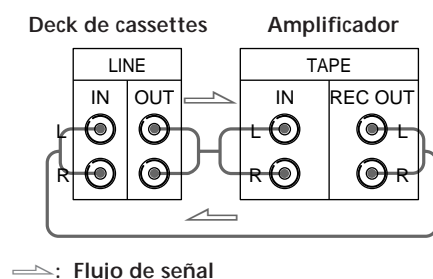 Deck de cassettes Amplificador
LINE TAPE
IN OUT IN REC OUT
L L L
R R R
: Flujo de señal